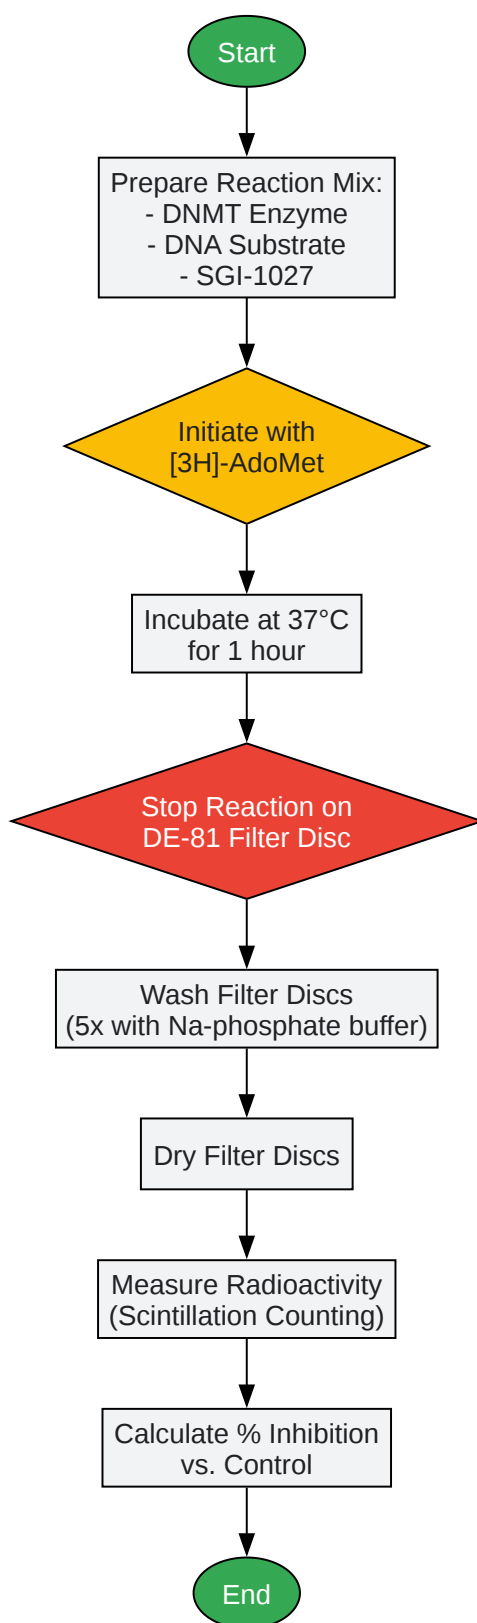 Start
Prepare Reaction Mix:
- DNMT Enzyme
- DNA Substrate
- SGI-1027
Initiate with
[3H]-AdoMet
Incubate at 37°C
for 1 hour
Stop Reaction on
DE-81 Filter Disc
Wash Filter Discs
(5x with Na-phosphate buffer)
Dry Filter Discs
Measure Radioactivity
(Scintillation Counting)
Calculate % Inhibition
vs. Control
End